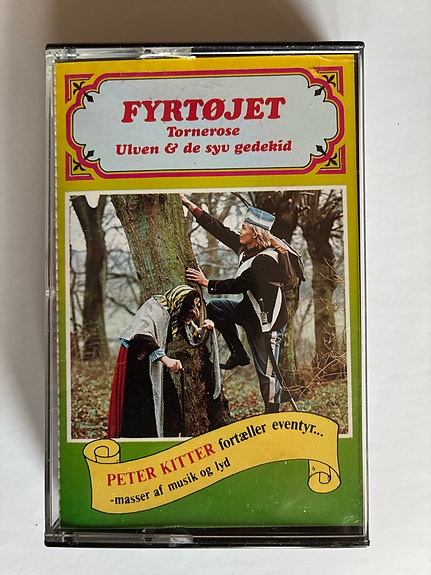 FYRTØJET
Tornerose
Ulven & de syv gedekid
PETER KITTER fortæller eventyr...
-masser af musik og lyd